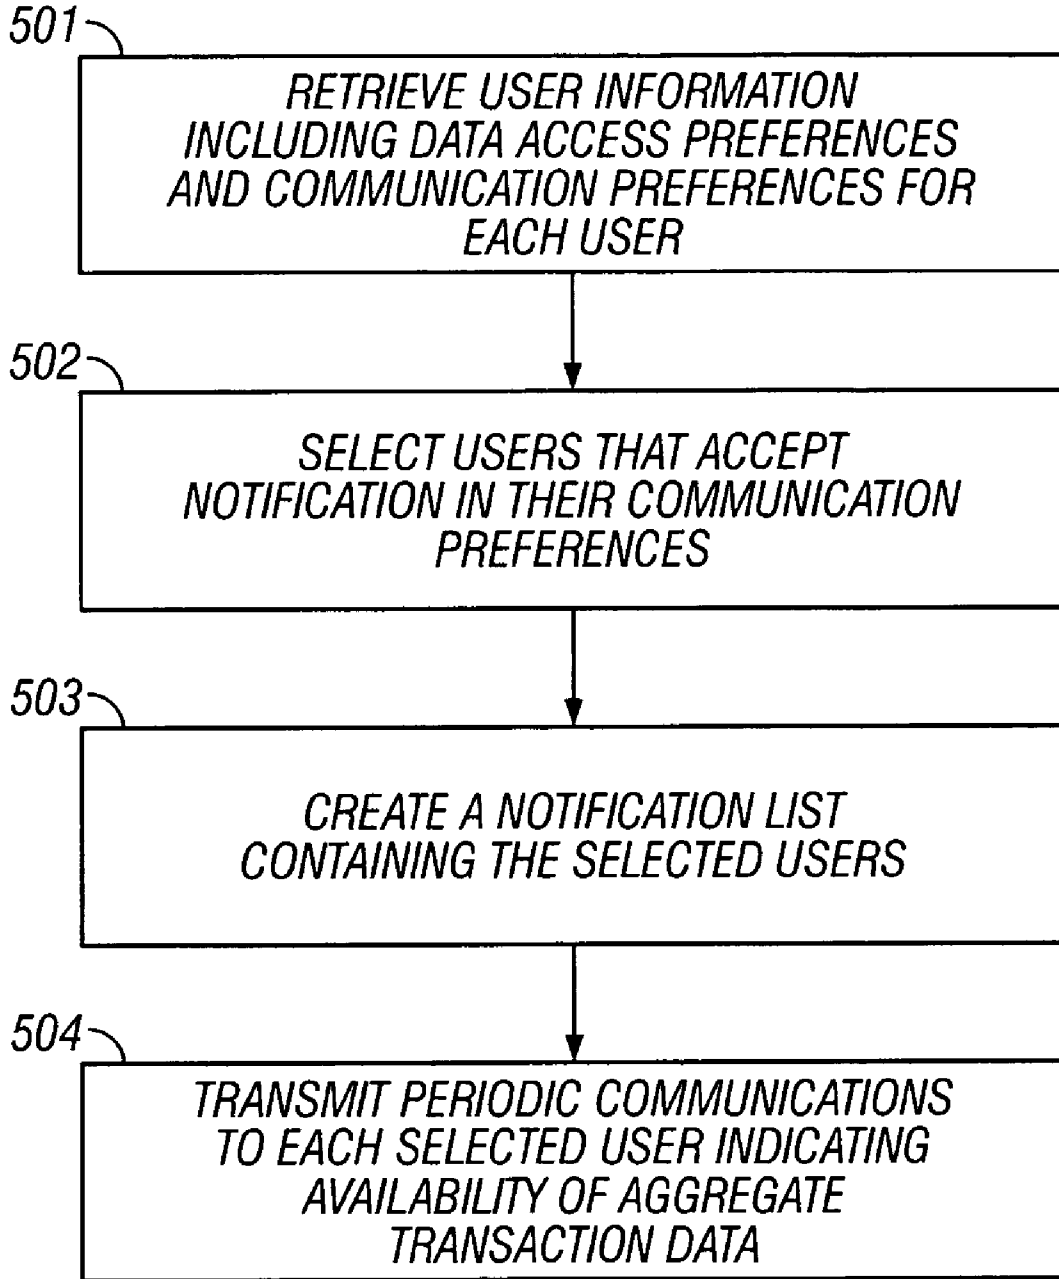 501
RETRIEVE USER INFORMATION
INCLUDING DATA ACCESS PREFERENCES
AND COMMUNICATION PREFERENCES FOR
EACH USER
502
SELECT USERS THAT ACCEPT
NOTIFICATION IN THEIR COMMUNICATION
PREFERENCES
503
CREATE A NOTIFICATION LIST
CONTAINING THE SELECTED USERS
504
TRANSMIT PERIODIC COMMUNICATIONS
TO EACH SELECTED USER INDICATING
AVAILABILITY OF AGGREGATE
TRANSACTION DATA